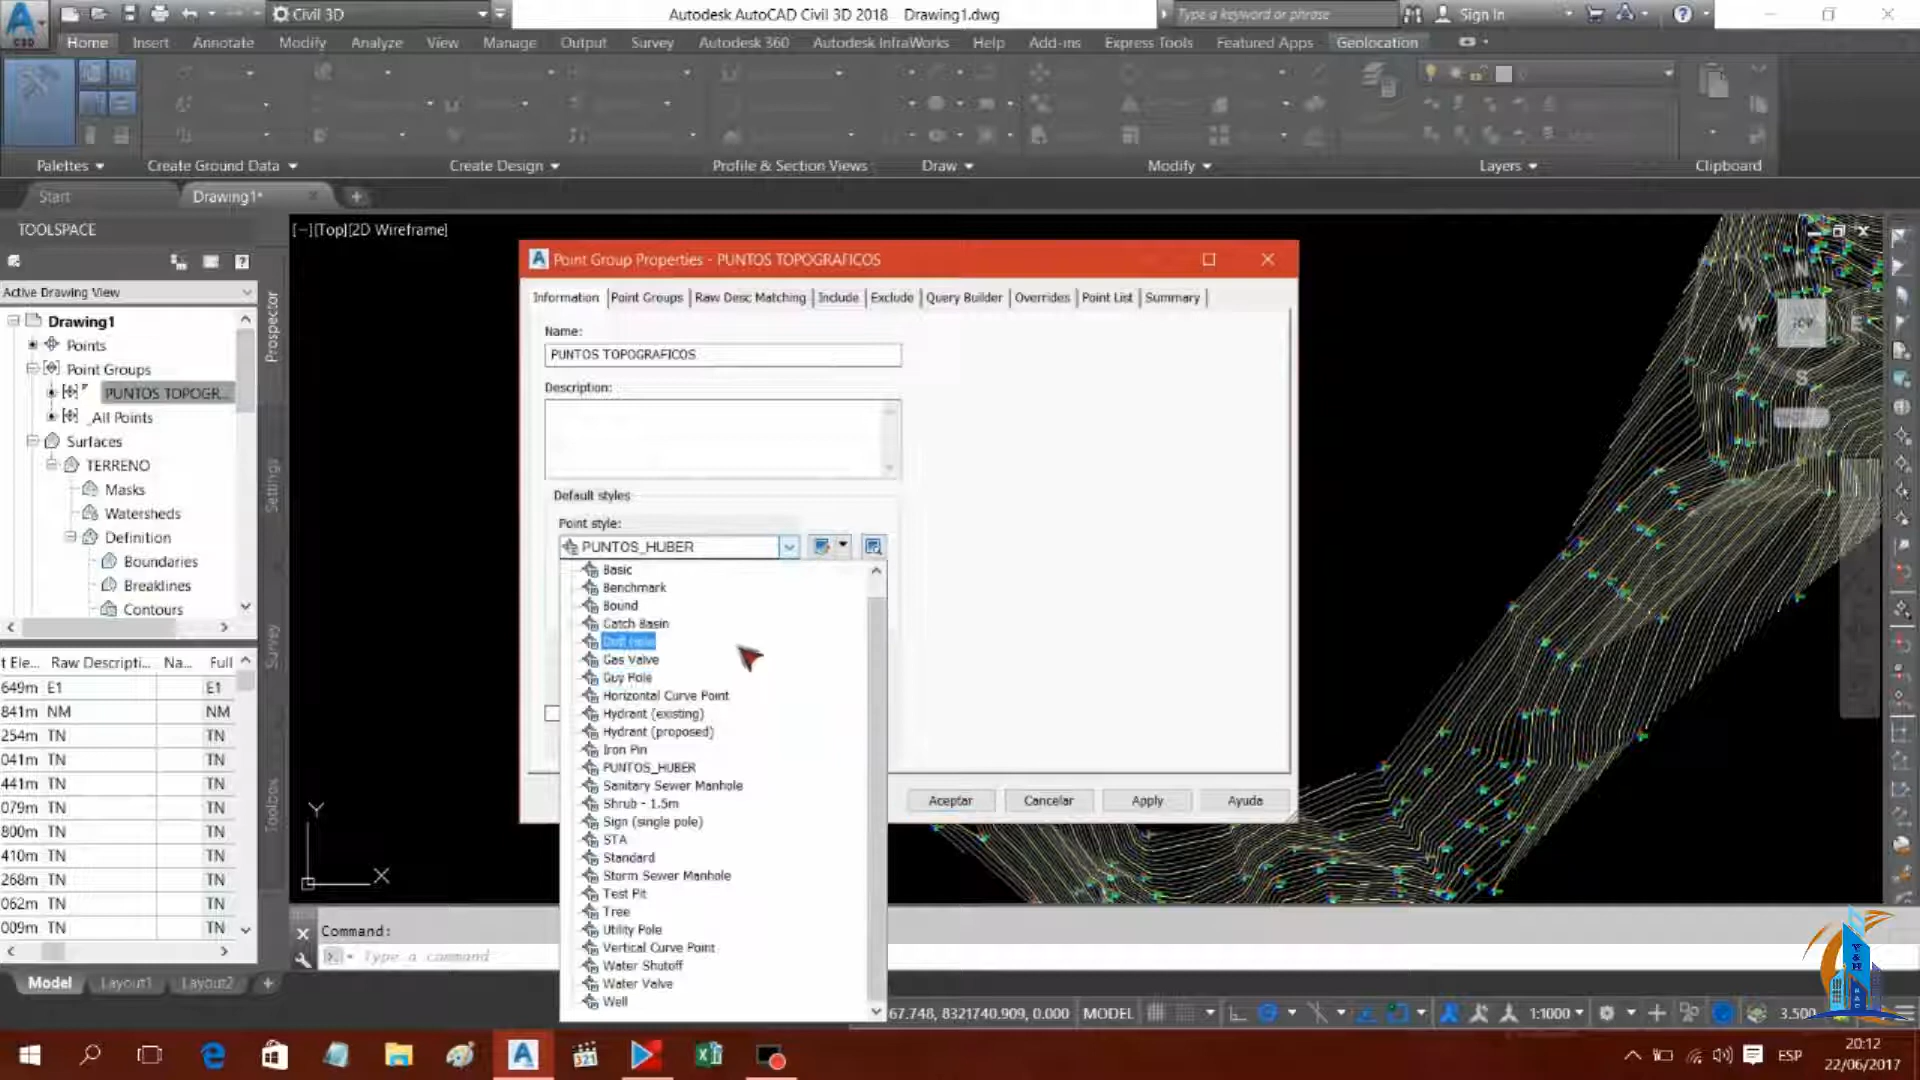 Civil 3D
Autodesk AutoCAD Civil 3D 2018 Drawing1.dwg
Type a keyword or phrase
Sign In
Home Insert Annotate Modify Analyze View Manage Output Survey Autodesk 360 Autodesk InfraWorks Help Add-ins Express Tools Featured Apps Geolocation
Palettes Create Ground Data Create Design Profile & Section Views Draw Modify Layers Clipboard
Start Drawing1*
TOOLSPACE
Active Drawing View
Drawing1
Points
Point Groups
PUNTOS TOPOGR...
_All Points
Surfaces
TERRENO
Masks
Watersheds
Definition
Boundaries
Breaklines
Contours
Prospector
Settings
Survey
Toolbox
t Ele... Raw Descripti... Na... Full
649m E1 E1
841m NM NM
254m TN TN
041m TN TN
441m TN TN
079m TN TN
800m TN TN
410m TN TN
268m TN TN
062m TN TN
009m TN TN
[−][Top][2D Wireframe]
Point Group Properties - PUNTOS TOPOGRAFICOS
Information Point Groups Raw Desc Matching Include Exclude Query Builder Overrides Point List Summary
Name:
PUNTOS TOPOGRAFICOS
Description:
Default styles
Point style:
PUNTOS_HUBER
Basic
Benchmark
Bound
Catch Basin
Gas Valve
Guy Pole
Horizontal Curve Point
Hydrant (existing)
Hydrant (proposed)
Iron Pin
PUNTOS_HUBER
Sanitary Sewer Manhole
Shrub - 1.5m
Sign (single pole)
STA
Standard
Storm Sewer Manhole
Test Pit
Tree
Utility Pole
Vertical Curve Point
Water Shutoff
Water Valve
Well
Aceptar Cancelar Apply Ayuda
N
W TOP E
S
Y
X
Command:
Type a command
Model Layout1 Layout2 +
67.748, 8321740.909, 0.000 MODEL 1:1000 3.500
ESP
20:12
22/06/2017